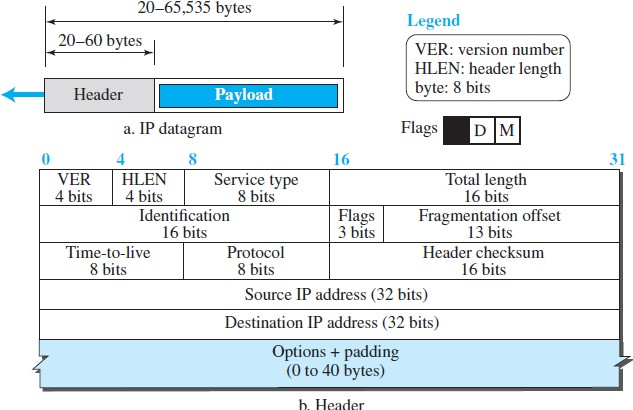 20–65,535 bytes
20–60 bytes
Header
Payload
a. IP datagram
Legend
VER: version number
HLEN: header length
byte: 8 bits
Flags D M
0 4 8 16 31
VER HLEN Service type Total length
4 bits 4 bits 8 bits 16 bits
Identification Flags Fragmentation offset
16 bits 3 bits 13 bits
Time-to-live Protocol Header checksum
8 bits 8 bits 16 bits
Source IP address (32 bits)
Destination IP address (32 bits)
Options + padding
(0 to 40 bytes)
b. Header